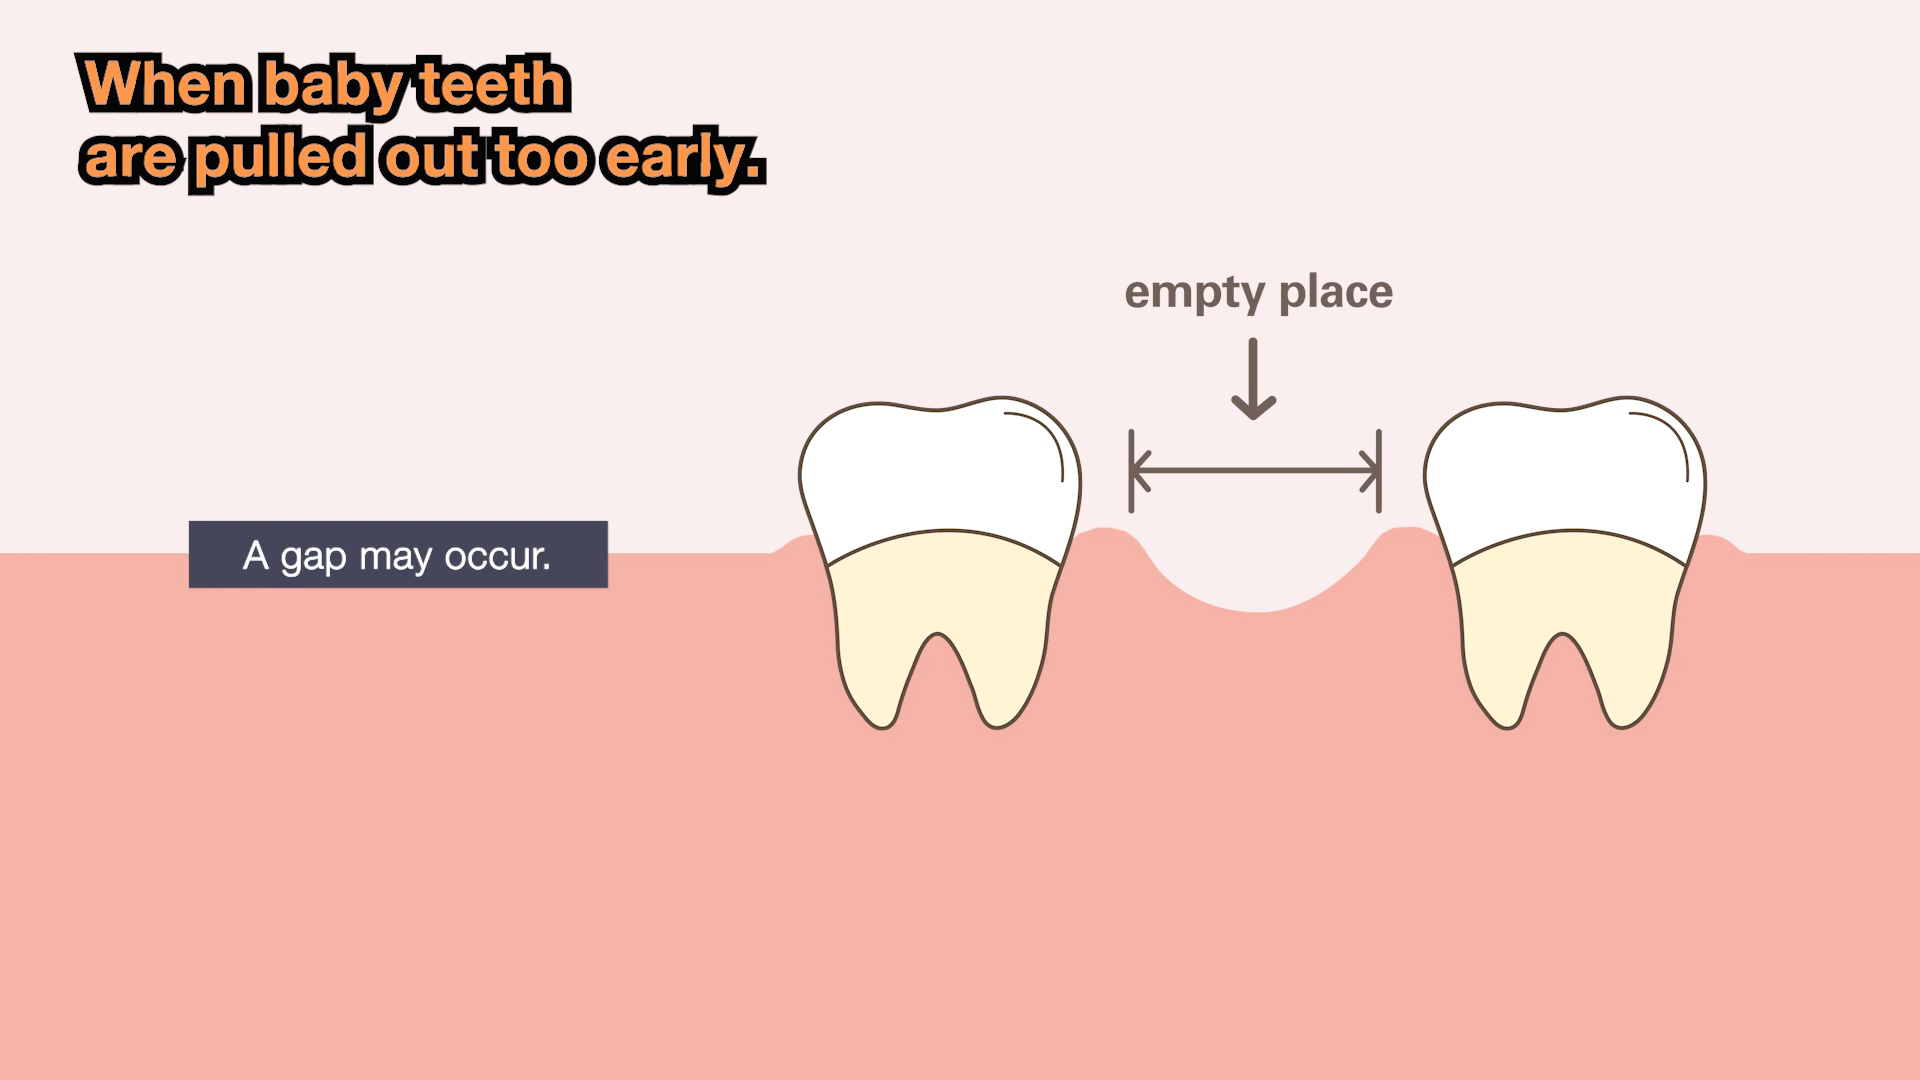 When baby teeth
are pulled out too early.
empty place
A gap may occur.